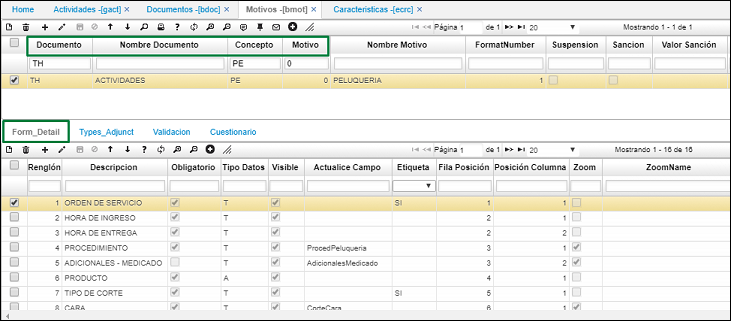 Home Actividades -[gact] × Documentos -[bdoc] × Motivos -[bmot] × Caracteristicas -[ecrc] ×
Página 1 de 1 20 Mostrando 1 - 1 de 1
Documento Nombre Documento Concepto Motivo Nombre Motivo FormatNumber Suspension Sancion Valor Sanción
TH PE 0
TH ACTIVIDADES PE 0 PELUQUERIA 1
Form_Detail Types_Adjunct Validacion Cuestionario
Página 1 de 1 20 Mostrando 1 - 16 de 16
Renglón Descripcion Obligatorio Tipo Datos Visible Actualice Campo Etiqueta Fila Posición Posición Columna Zoom ZoomName
1 ORDEN DE SERVICIO T SI 1 1
2 HORA DE INGRESO T 2 1
3 HORA DE ENTREGA T 2 2
4 PROCEDIMIENTO T ProcedPeluqueria 3 1
5 ADICIONALES - MEDICADO T AdicionalesMedicado 3 2
6 PRODUCTO A 4 1
7 TIPO DE CORTE T SI 5 1
8 CARA T CorteCara 6 1